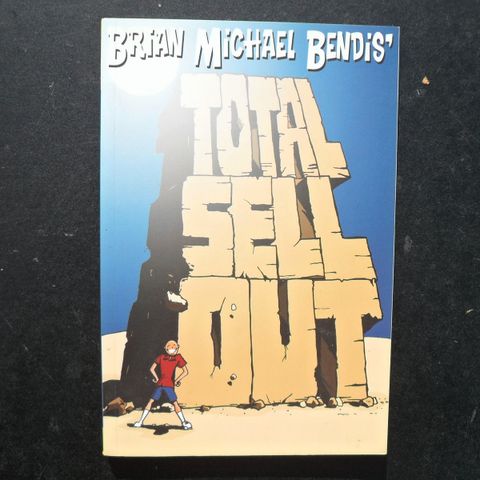 BRIAN MICHAEL BENDIS'
TOTAL
SELL
OUT